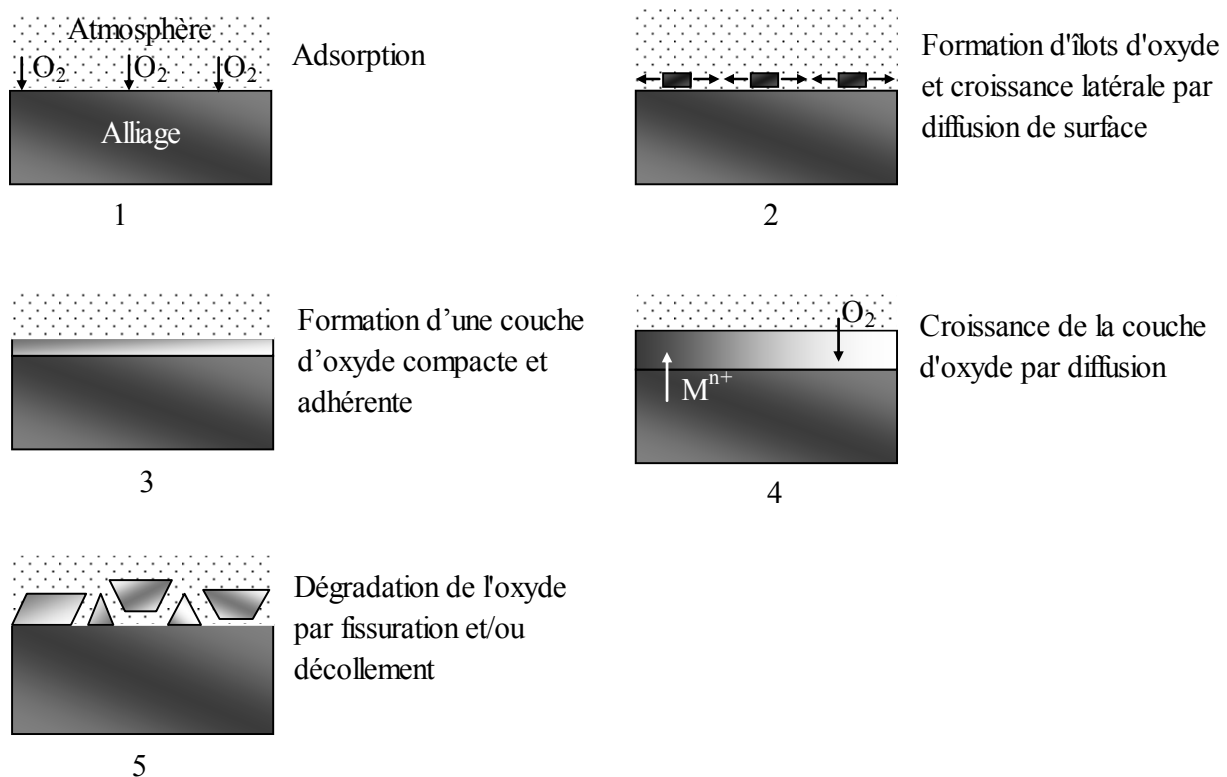 Atmosphère
O₂ O₂ O₂
Alliage
1
Adsorption
2
Formation d'îlots d'oxyde
et croissance latérale par
diffusion de surface
3
Formation d’une couche
d’oxyde compacte et
adhérente
O₂
Mⁿ⁺
4
Croissance de la couche
d'oxyde par diffusion
5
Dégradation de l'oxyde
par fissuration et/ou
décollement